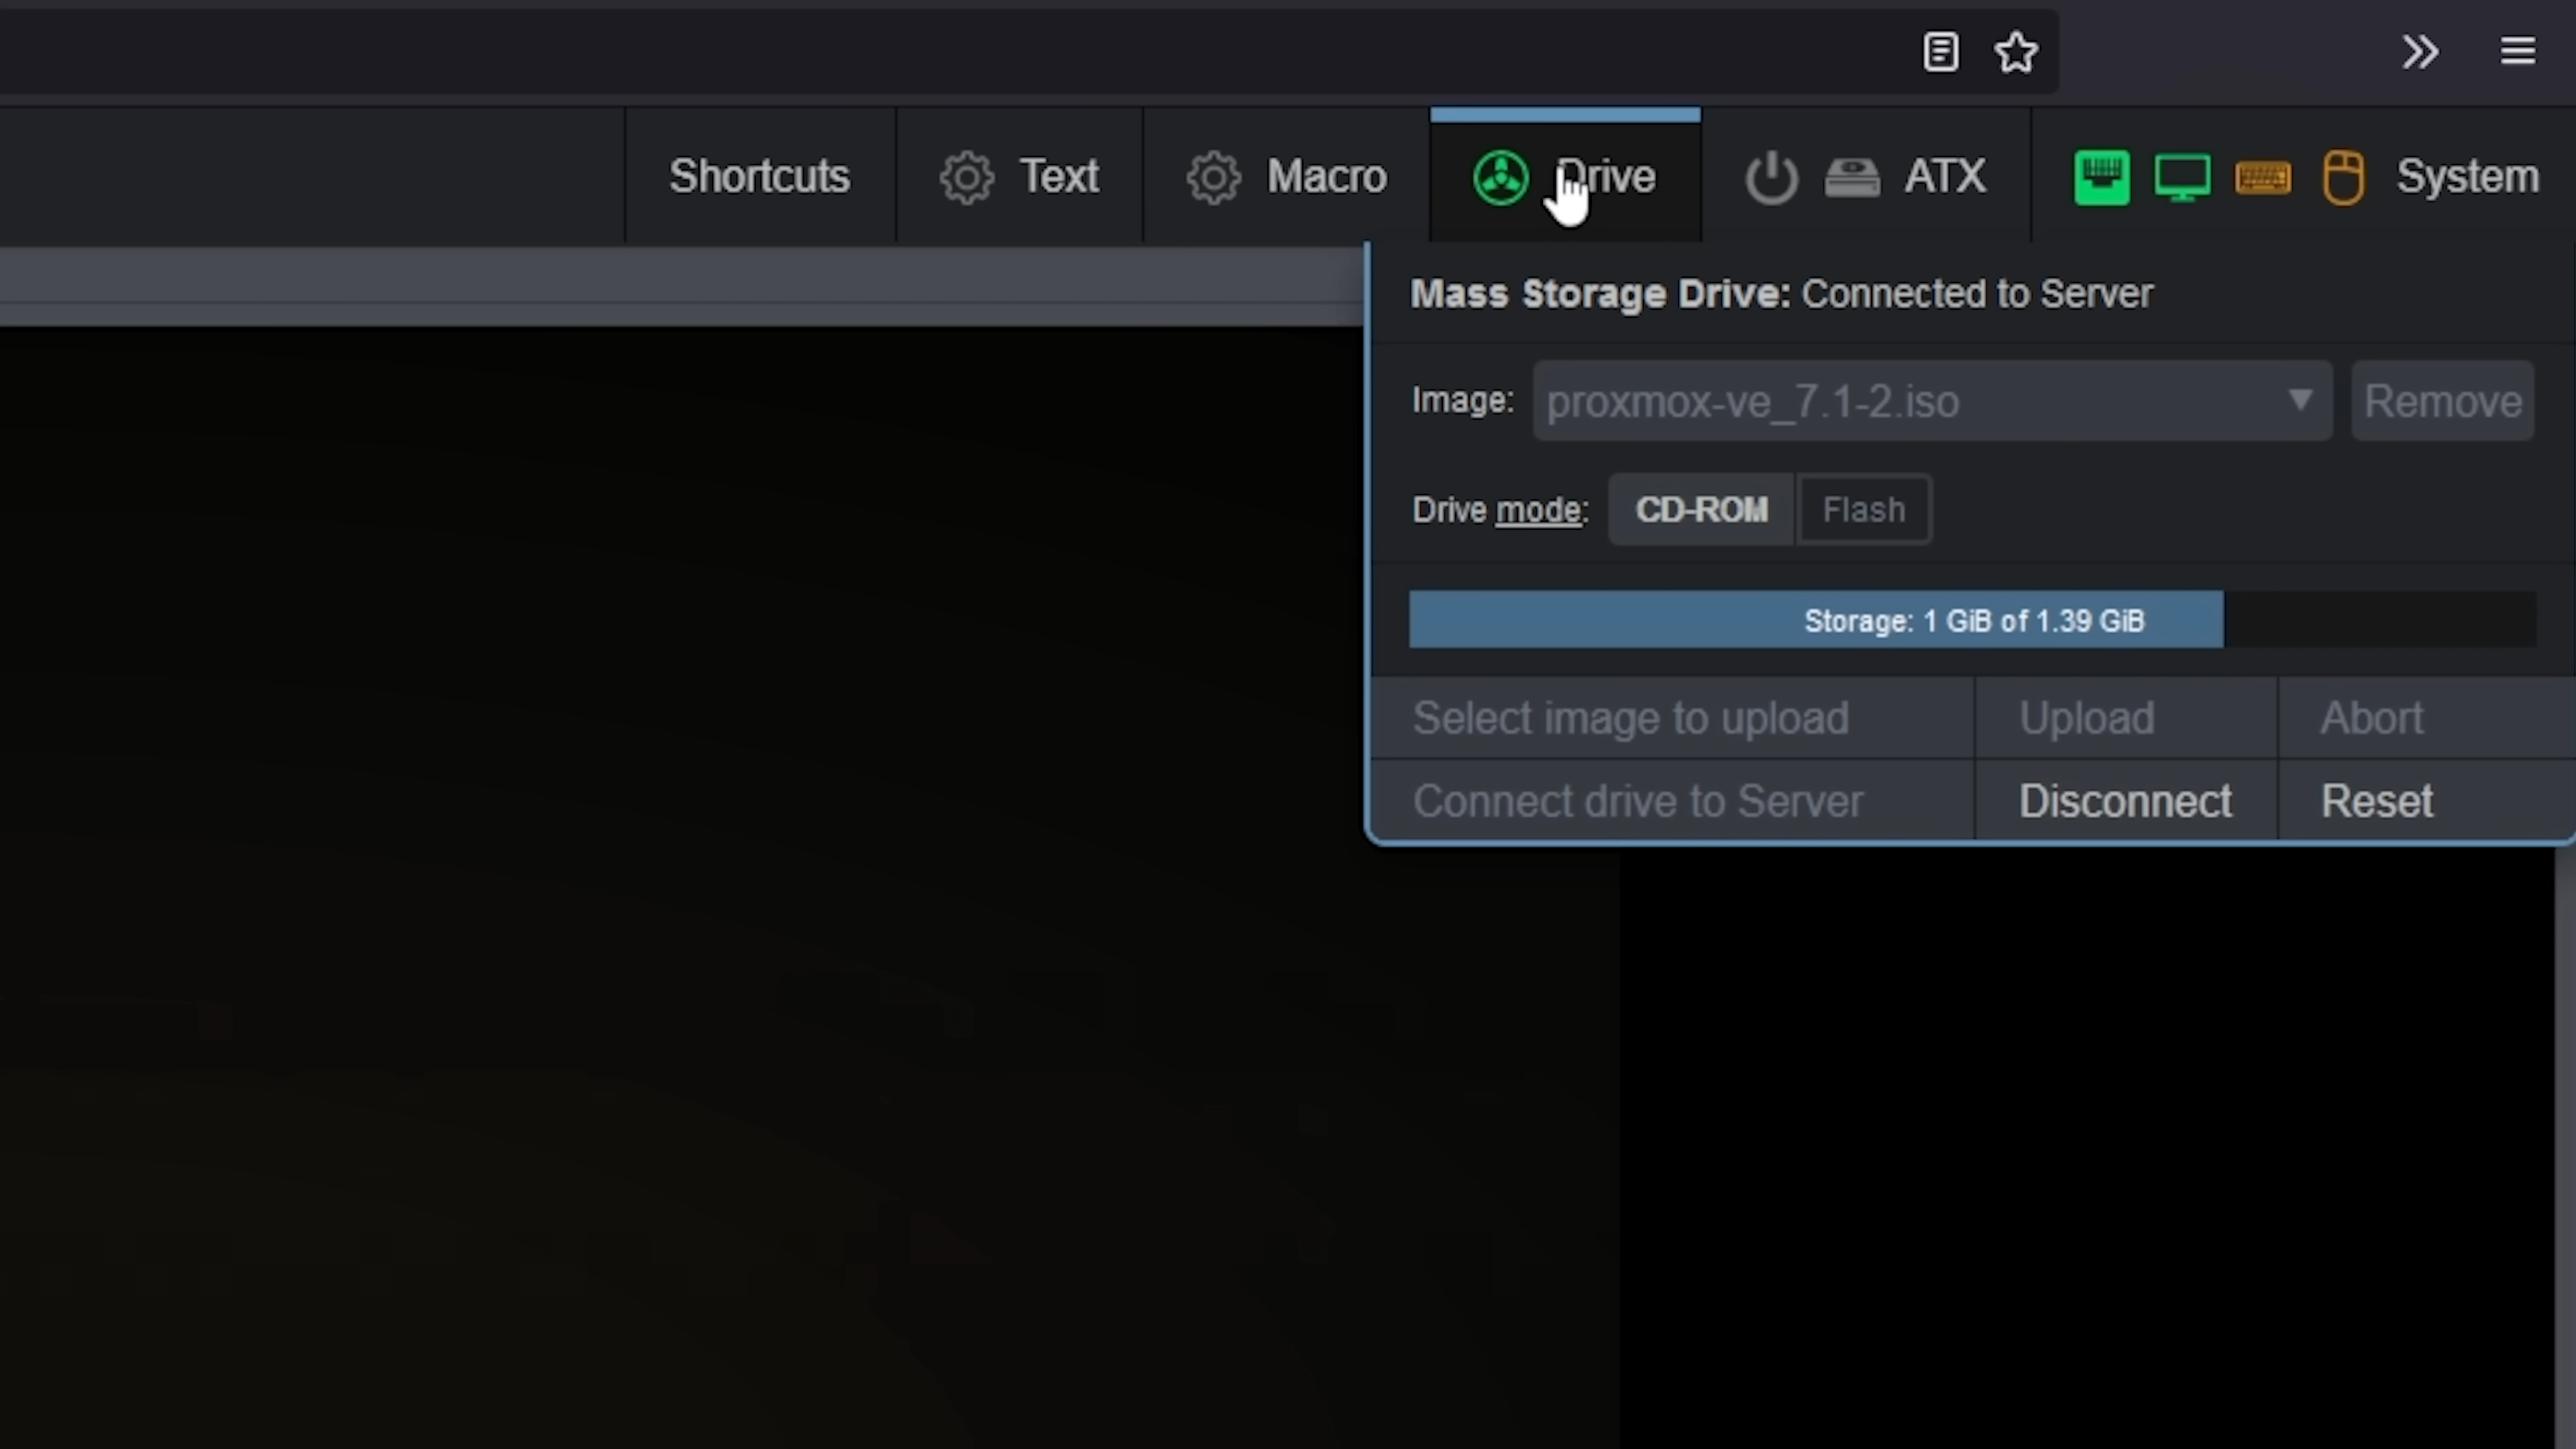 Shortcuts Text Macro Drive ATX System
Mass Storage Drive: Connected to Server
Image: proxmox-ve_7.1-2.iso ▼ Remove
Drive mode: CD-ROM Flash
Storage: 1 GiB of 1.39 GiB
Select image to upload Upload Abort
Connect drive to Server Disconnect Reset